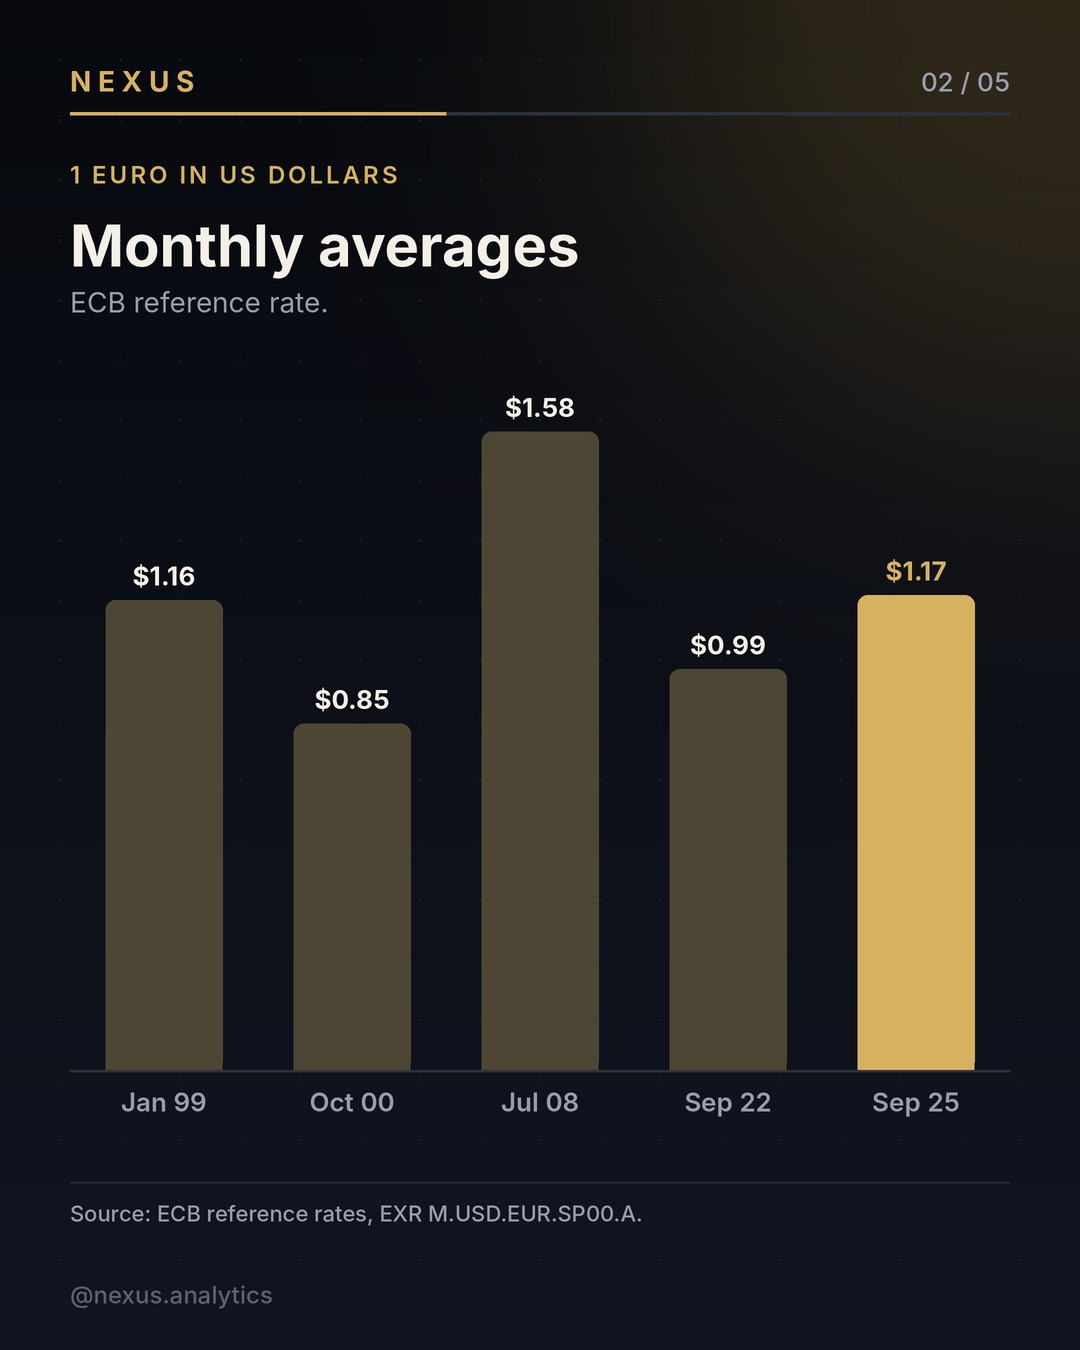 NEXUS
02 / 05
1 EURO IN US DOLLARS
Monthly averages
ECB reference rate.
$1.16
$0.85
$1.58
$0.99
$1.17
Jan 99
Oct 00
Jul 08
Sep 22
Sep 25
Source: ECB reference rates, EXR M.USD.EUR.SP00.A.
@nexus.analytics